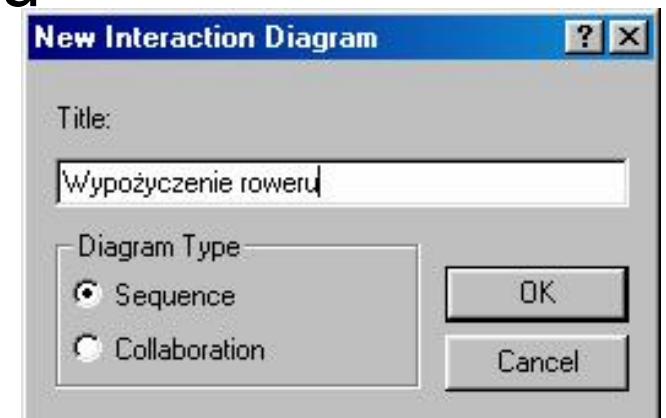 New Interaction Diagram
Title:
Wypożyczenie roweru
Diagram Type
Sequence
Collaboration
OK
Cancel